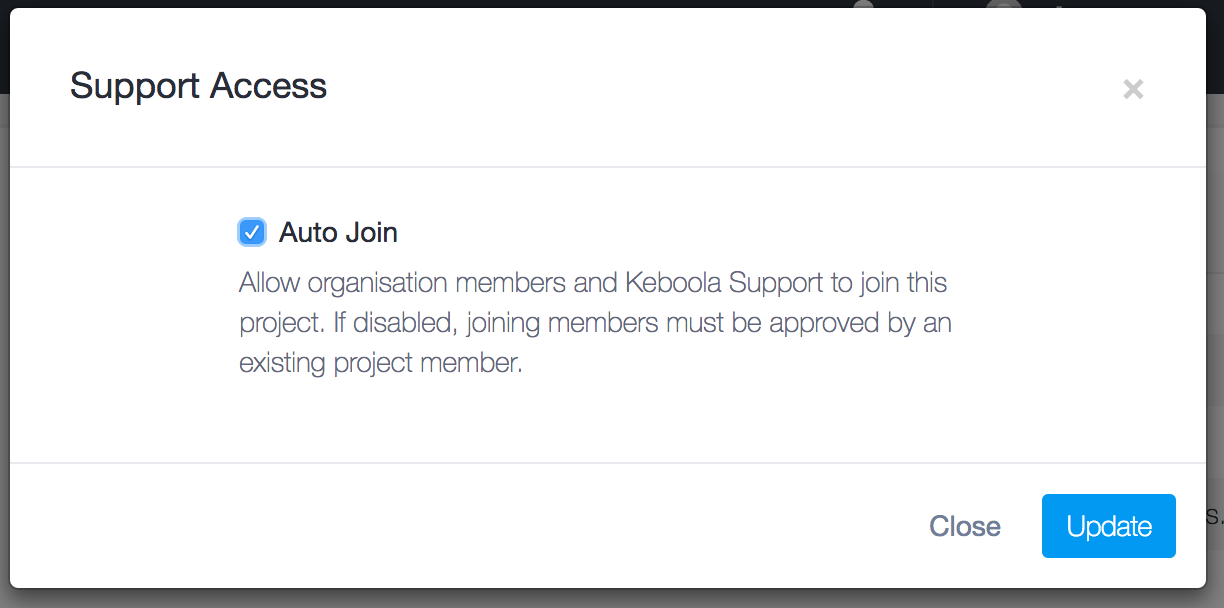 Support Access
×
Auto Join
Allow organisation members and Keboola Support to join this
project. If disabled, joining members must be approved by an
existing project member.
Close
Update
s.